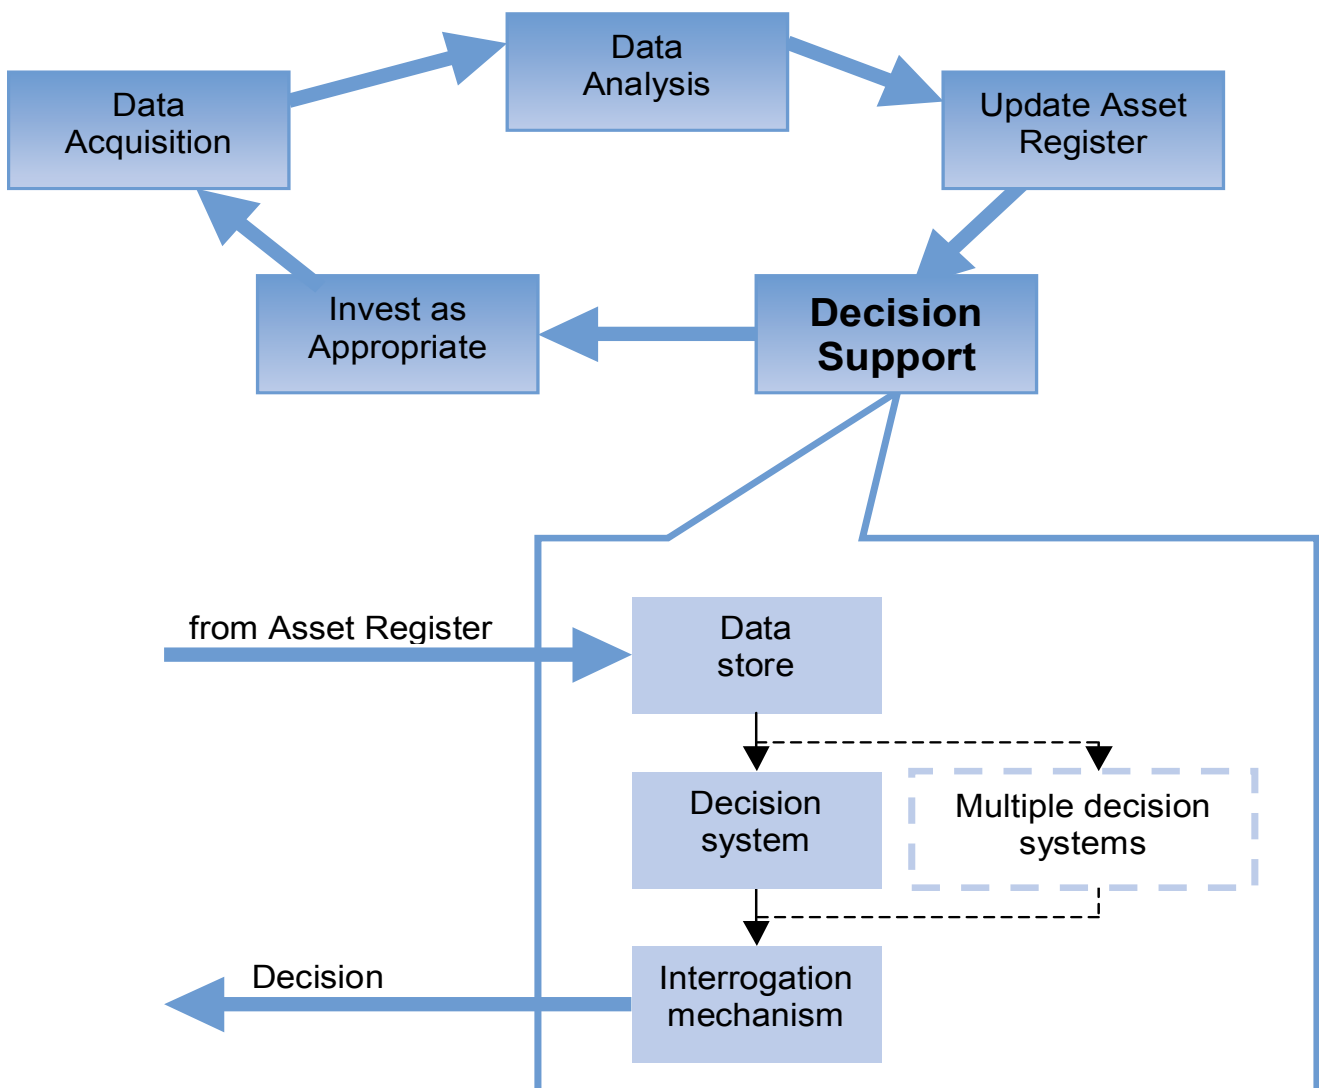 Data
Analysis
Data
Acquisition
Update Asset
Register
Invest as
Appropriate
Decision
Support
from Asset Register
Data
store
Decision
system
Multiple decision
systems
Decision
Interrogation
mechanism